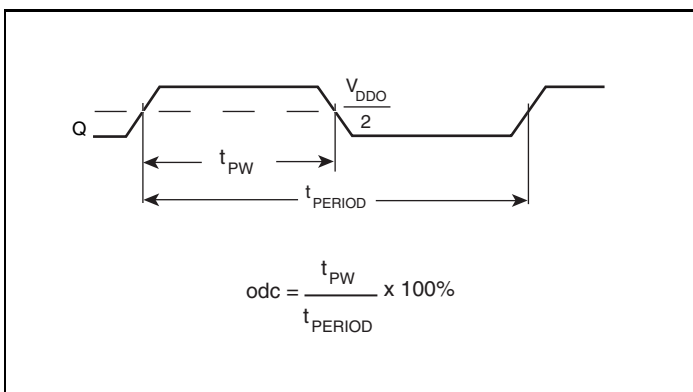 V_DDO
2
Q
t_PW
t_PERIOD
odc = t_PW / t_PERIOD x 100%